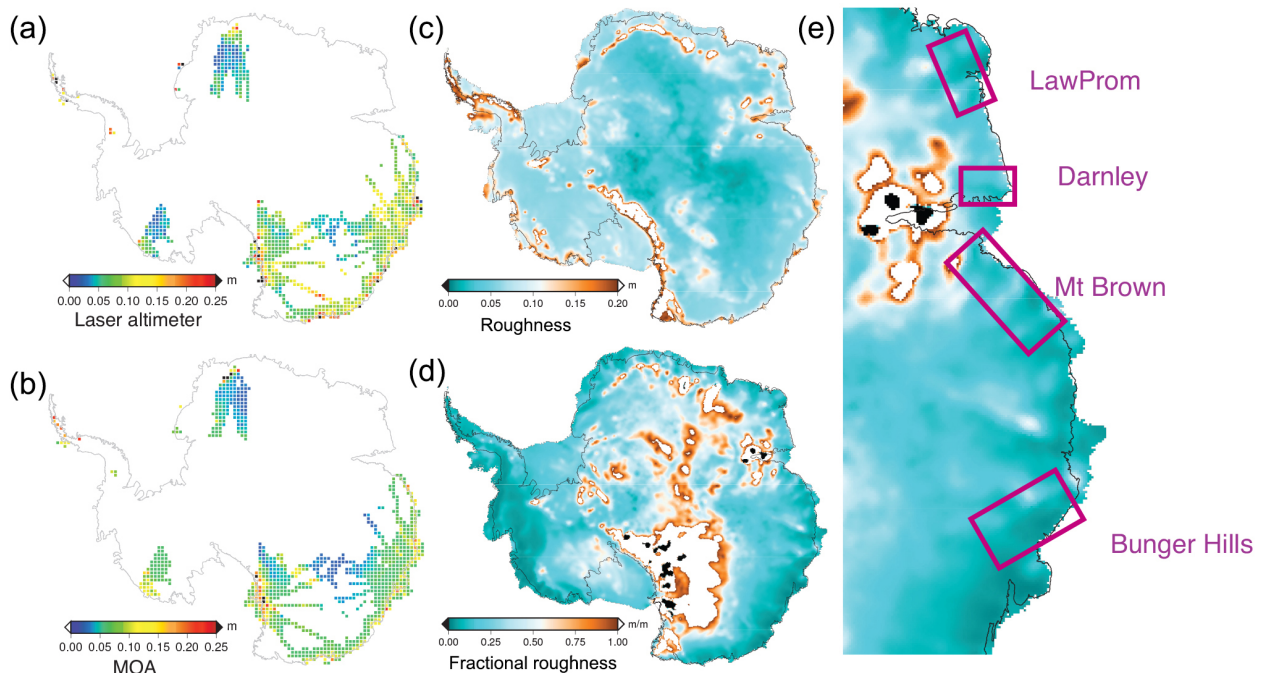 (a)
m
0.00 0.05 0.10 0.15 0.20 0.25
Laser altimeter
(b)
m
0.00 0.05 0.10 0.15 0.20 0.25
MOA
(c)
m
0.00 0.05 0.10 0.15 0.20
Roughness
(d)
m/m
0.00 0.25 0.50 0.75 1.00
Fractional roughness
(e)
LawProm
Darnley
Mt Brown
Bunger Hills